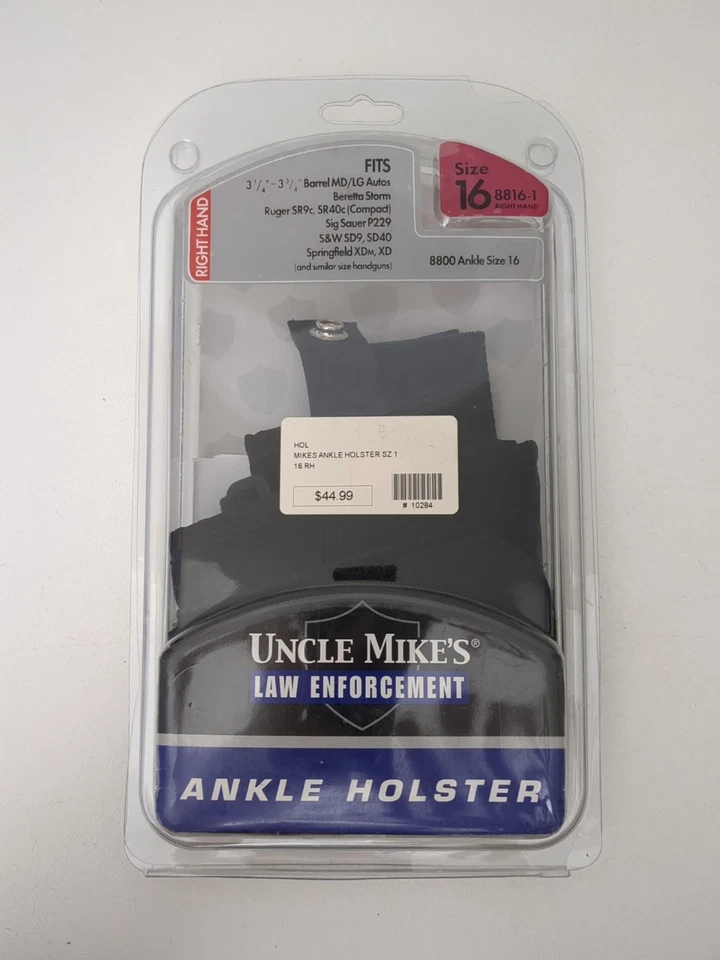 FITS
3 1/4" - 3 3/4" Barrel MD/LG Autos
Beretta Storm
Ruger SR9c, SR40c (Compact)
Sig Sauer P229
S&W SD9, SD40
Springfield XDM, XD
(and similar size handguns)
RIGHT HAND
Size
16 8816-1
RIGHT HAND
8800 Ankle Size 16
HOL
MIKES ANKLE HOLSTER SZ 1
16 RH
$44.99
# 10284
UNCLE MIKE'S®
LAW ENFORCEMENT
ANKLE HOLSTER